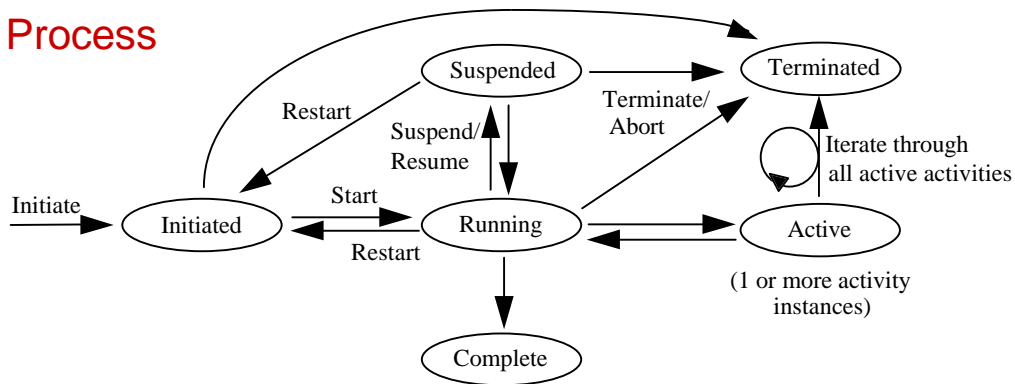 Process
Suspended
Terminated
Restart
Terminate/
Abort
Suspend/
Resume
Iterate through
all active activities
Initiate
Initiated
Start
Restart
Running
Active
(1 or more activity
instances)
Complete